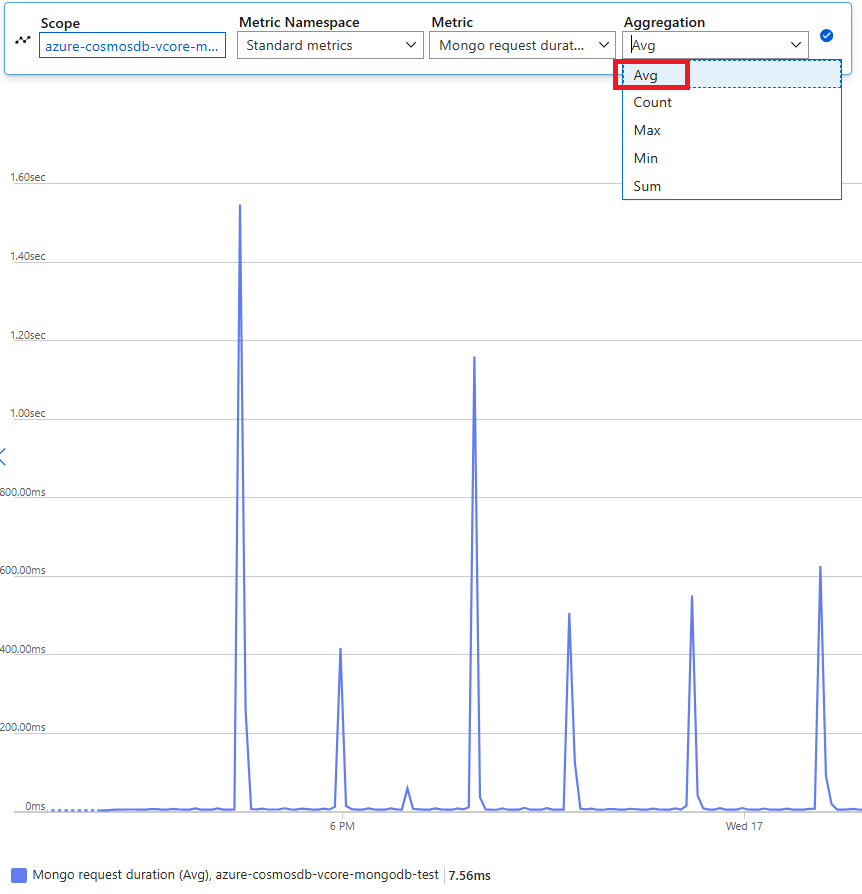 Scope
Metric Namespace
Metric
Aggregation
azure-cosmosdb-vcore-m...
Standard metrics
Mongo request durat...
Avg
Avg
Count
Max
Min
Sum
1.60sec
1.40sec
1.20sec
1.00sec
800.00ms
600.00ms
400.00ms
200.00ms
0ms
6 PM
Wed 17
Mongo request duration (Avg), azure-cosmosdb-vcore-mongodb-test
7.56ms